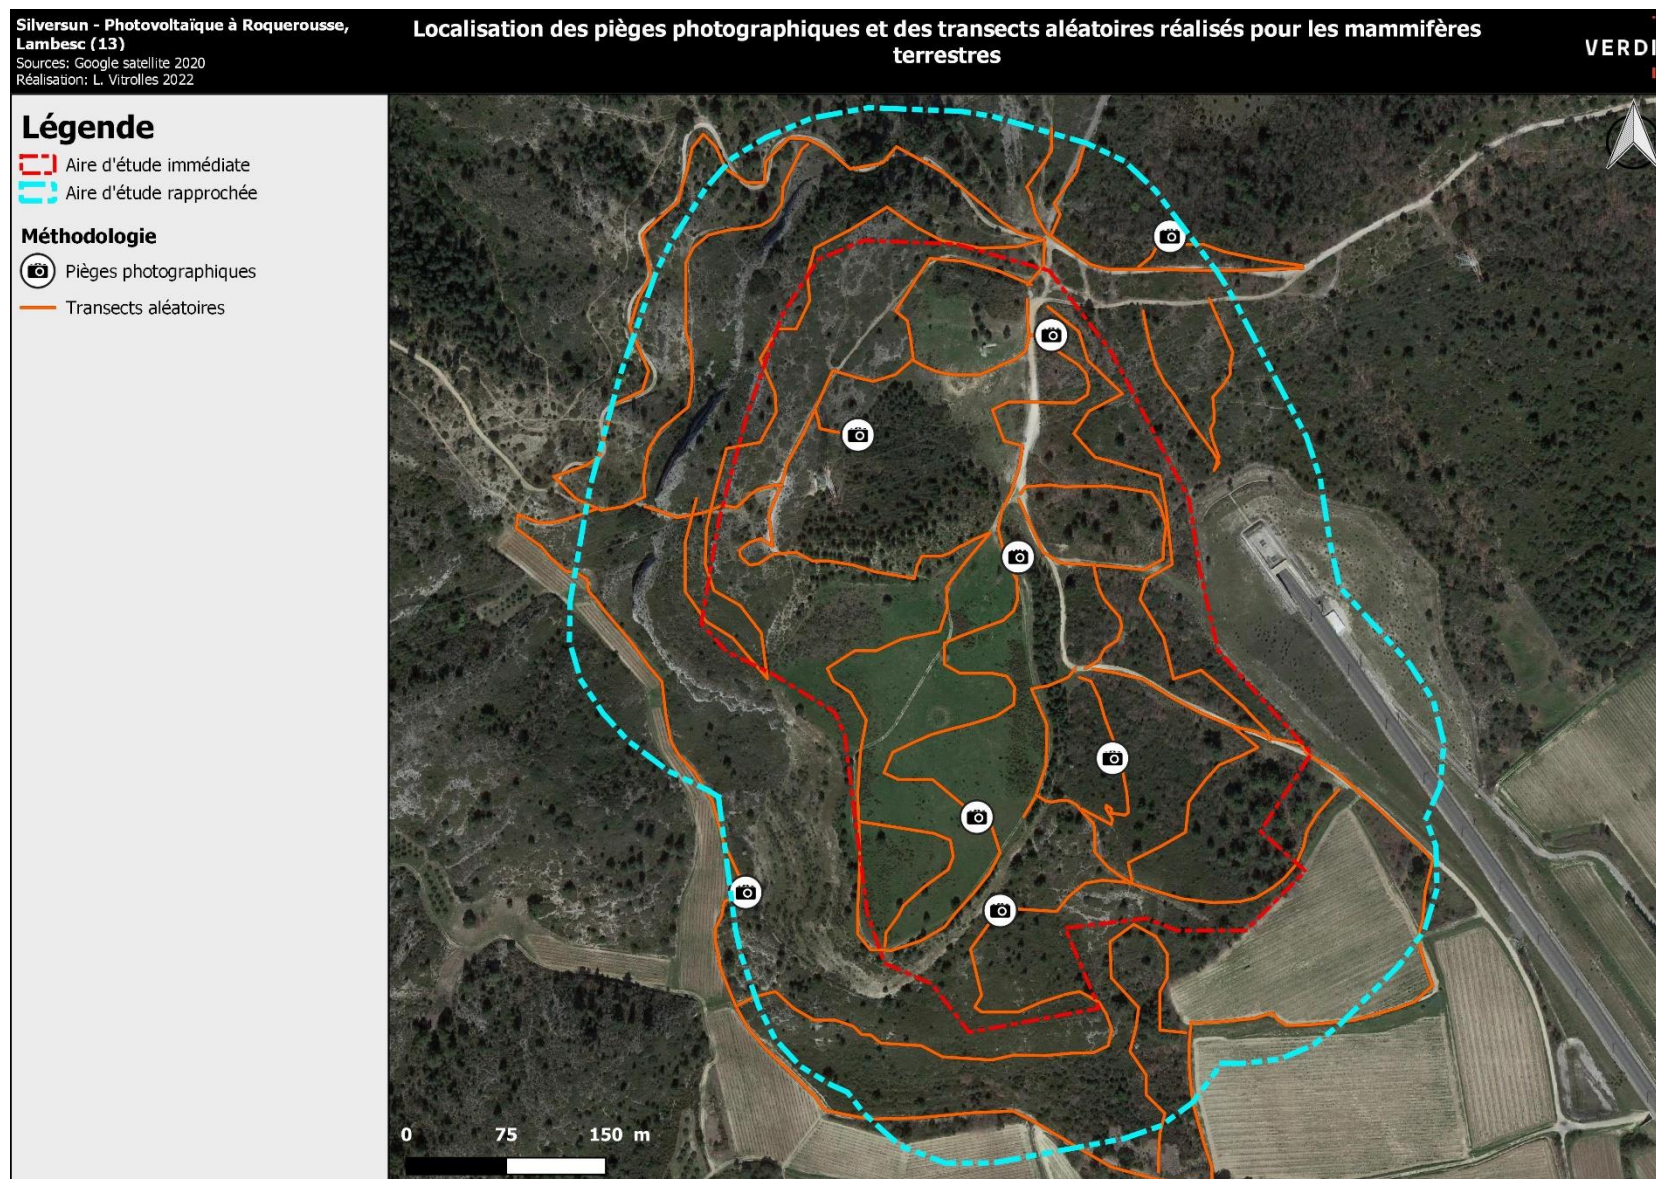 Silversun - Photovoltaïque à Roquerousse,
Lambesc (13)
Sources: Google satellite 2020
Réalisation: L. Vitrolles 2022
Localisation des pièges photographiques et des transects aléatoires réalisés pour les mammifères
terrestres
VERDI
Légende
Aire d'étude immédiate
Aire d'étude rapprochée
Méthodologie
Pièges photographiques
Transects aléatoires
0 75 150 m